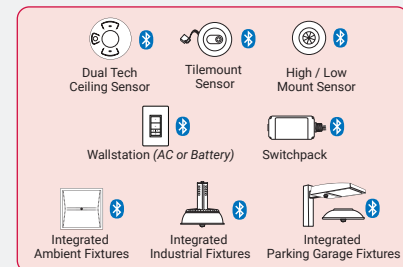 Dual Tech
Ceiling Sensor
Tilemount
Sensor
High / Low
Mount Sensor
Wallstation (AC or Battery)
Switchpack
Integrated
Ambient Fixtures
Integrated
Industrial Fixtures
Integrated
Parking Garage Fixtures